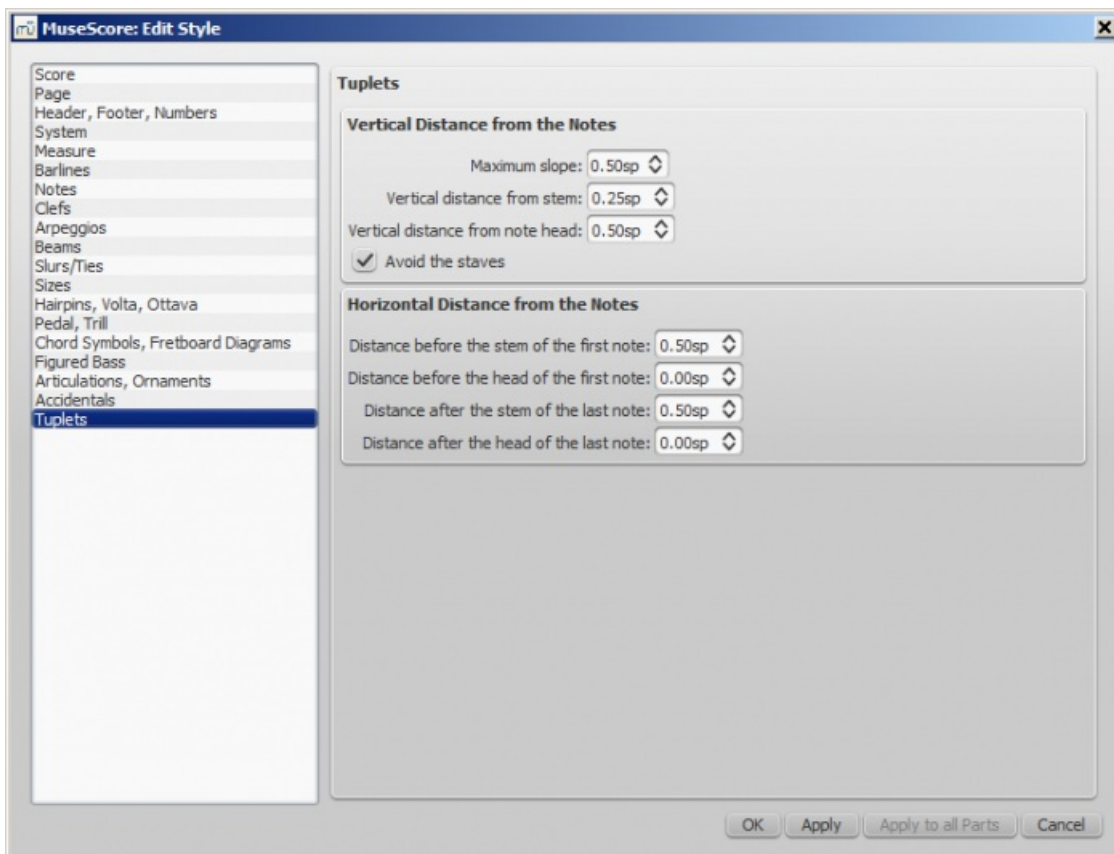 MuseScore: Edit Style
Score
Page
Header, Footer, Numbers
System
Measure
Barlines
Notes
Clefs
Arpeggios
Beams
Slurs/Ties
Sizes
Hairpins, Volta, Ottava
Pedal, Trill
Chord Symbols, Fretboard Diagrams
Figured Bass
Articulations, Ornaments
Accidentals
Tuplets
Tuplets
Vertical Distance from the Notes
Maximum slope: 0.50sp
Vertical distance from stem: 0.25sp
Vertical distance from note head: 0.50sp
Avoid the staves
Horizontal Distance from the Notes
Distance before the stem of the first note: 0.50sp
Distance before the head of the first note: 0.00sp
Distance after the stem of the last note: 0.50sp
Distance after the head of the last note: 0.00sp
OK Apply Apply to all Parts Cancel